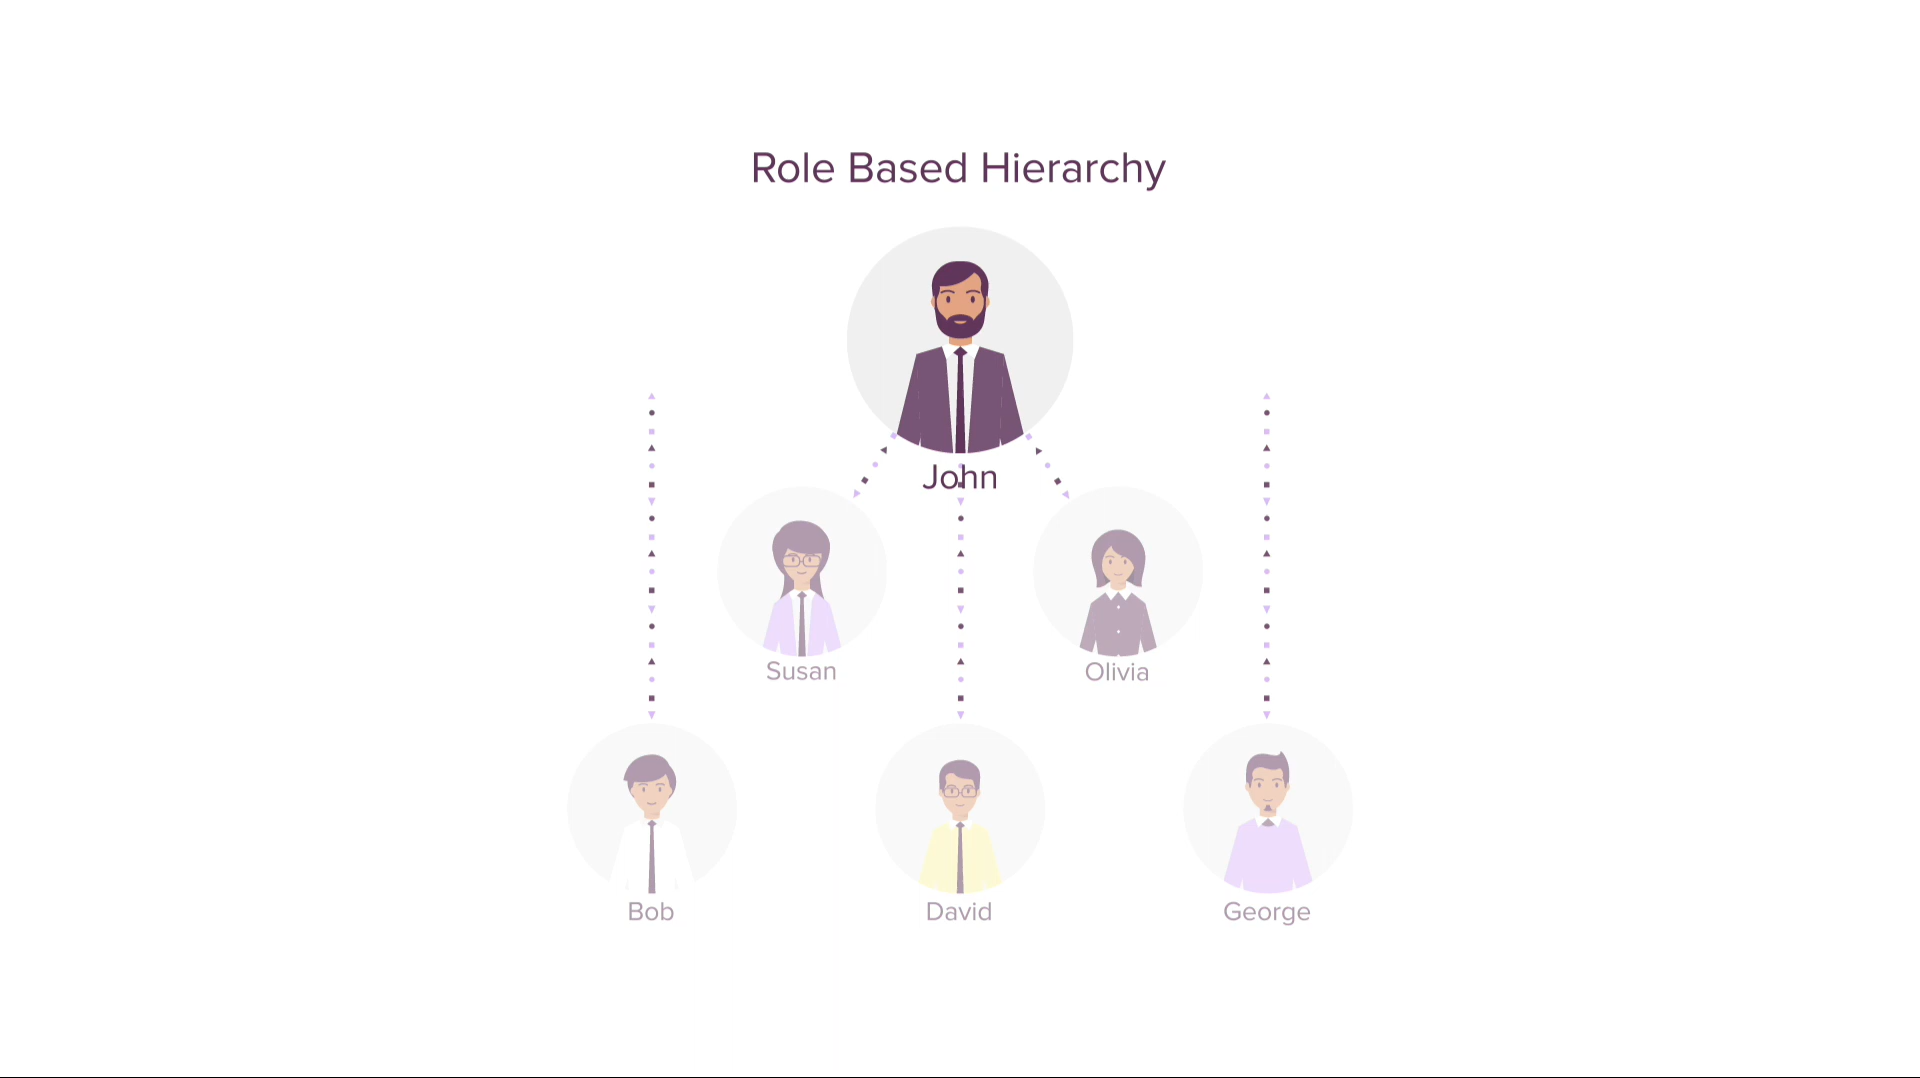 Role Based Hierarchy
John
Susan
Olivia
Bob
David
George